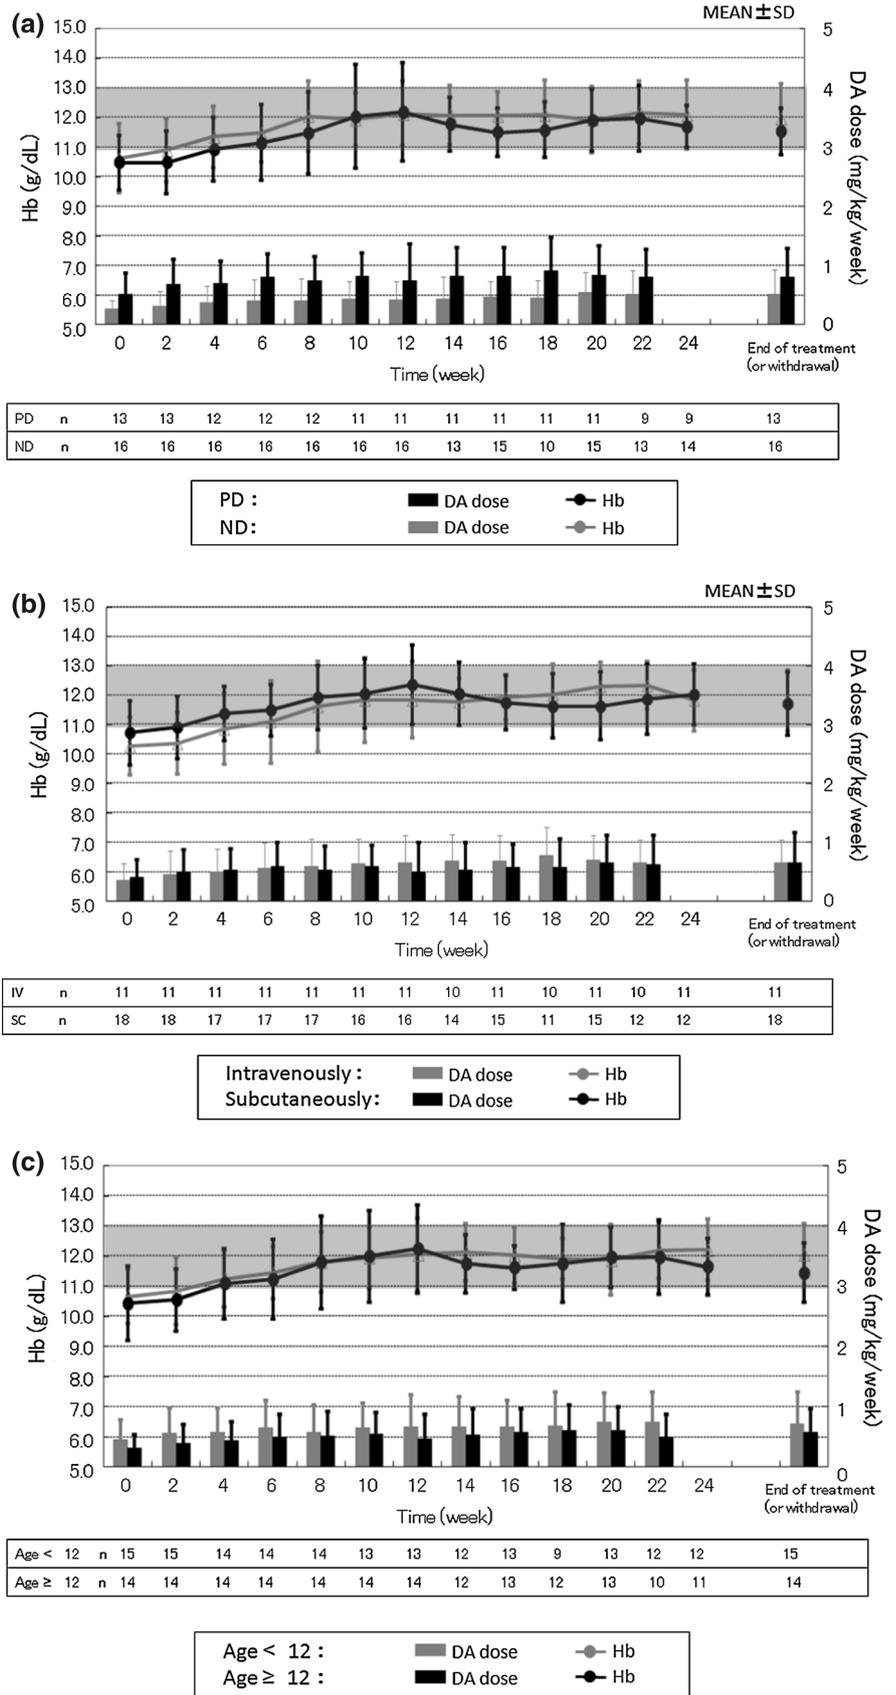 (a)
MEAN±SD
15.0
14.0
13.0
12.0
11.0
10.0
9.0
8.0
7.0
6.0
5.0
Hb (g/dL)
5
4
3
2
1
0
DA dose (mg/kg/week)
0 2 4 6 8 10 12 14 16 18 20 22 24
End of treatment
(or withdrawal)
Time (week)
PD n 13 13 12 12 12 11 11 11 11 11 11 9 9 13
ND n 16 16 16 16 16 16 16 13 15 10 15 13 14 16
PD : DA dose Hb
ND: DA dose Hb
(b)
MEAN±SD
15.0
14.0
13.0
12.0
11.0
10.0
9.0
8.0
7.0
6.0
5.0
Hb (g/dL)
5
4
3
2
1
0
DA dose (mg/kg/week)
0 2 4 6 8 10 12 14 16 18 20 22 24
End of treatment
(or withdrawal)
Time (week)
IV n 11 11 11 11 11 11 11 10 11 10 11 10 11 11
SC n 18 18 17 17 17 16 16 14 15 11 15 12 12 18
Intravenously : DA dose Hb
Subcutaneously: DA dose Hb
(c)
15.0
14.0
13.0
12.0
11.0
10.0
9.0
8.0
7.0
6.0
5.0
Hb (g/dL)
5
4
3
2
1
0
DA dose (mg/kg/week)
0 2 4 6 8 10 12 14 16 18 20 22 24
End of treatment
(or withdrawal)
Time (week)
Age < 12 n 15 15 14 14 14 13 13 12 13 9 13 12 12 15
Age ≥ 12 n 14 14 14 14 14 14 14 12 13 12 13 10 11 14
Age < 12 : DA dose Hb
Age ≥ 12 : DA dose Hb